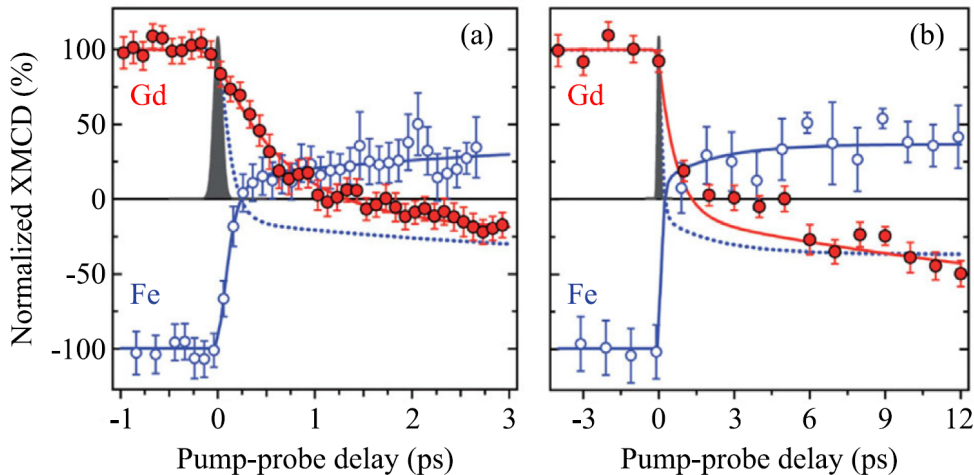 (a)
(b)
Normalized XMCD (%)
100
50
0
-50
-100
Gd
Fe
Gd
Fe
-1
0
1
2
3
-3
0
3
6
9
12
Pump-probe delay (ps)
Pump-probe delay (ps)